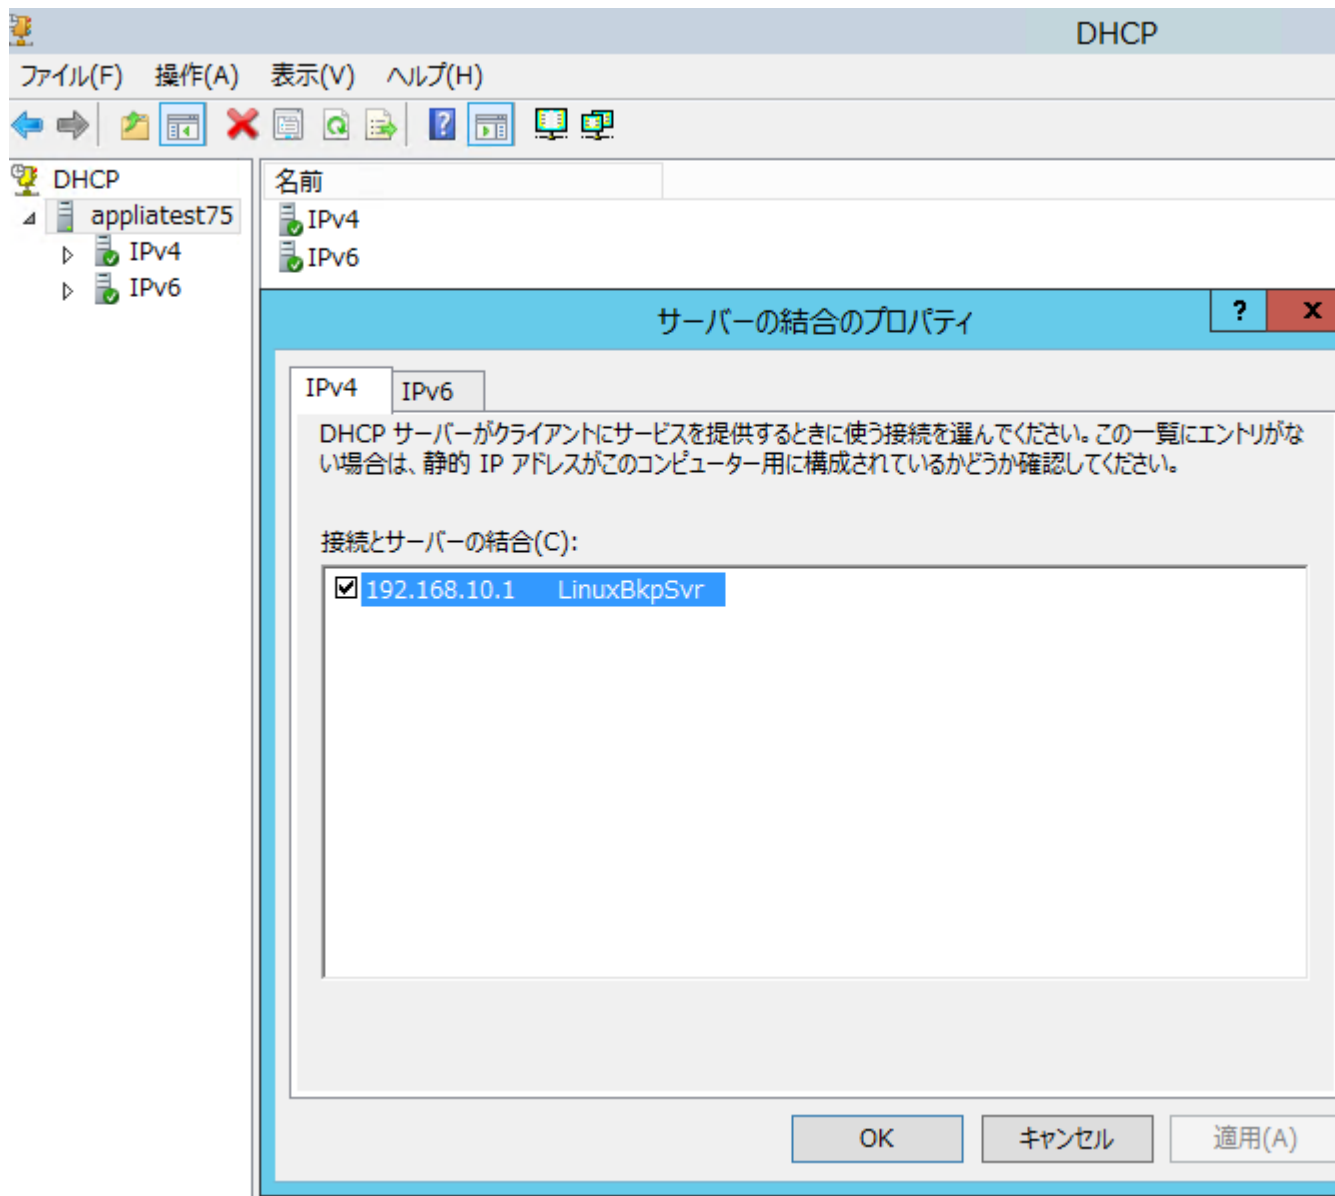 DHCP
ファイル(F) 操作(A) 表示(V) ヘルプ(H)
DHCP
appliatest75
IPv4
IPv6
名前
IPv4
IPv6
サーバーの結合のプロパティ
? x
IPv4 IPv6
DHCP サーバーがクライアントにサービスを提供するときに使う接続を選んでください。この一覧にエントリがな
い場合は、静的 IP アドレスがこのコンピューター用に構成されているかどうか確認してください。
接続とサーバーの結合(C):
192.168.10.1 LinuxBkpSvr
OK キャンセル 適用(A)